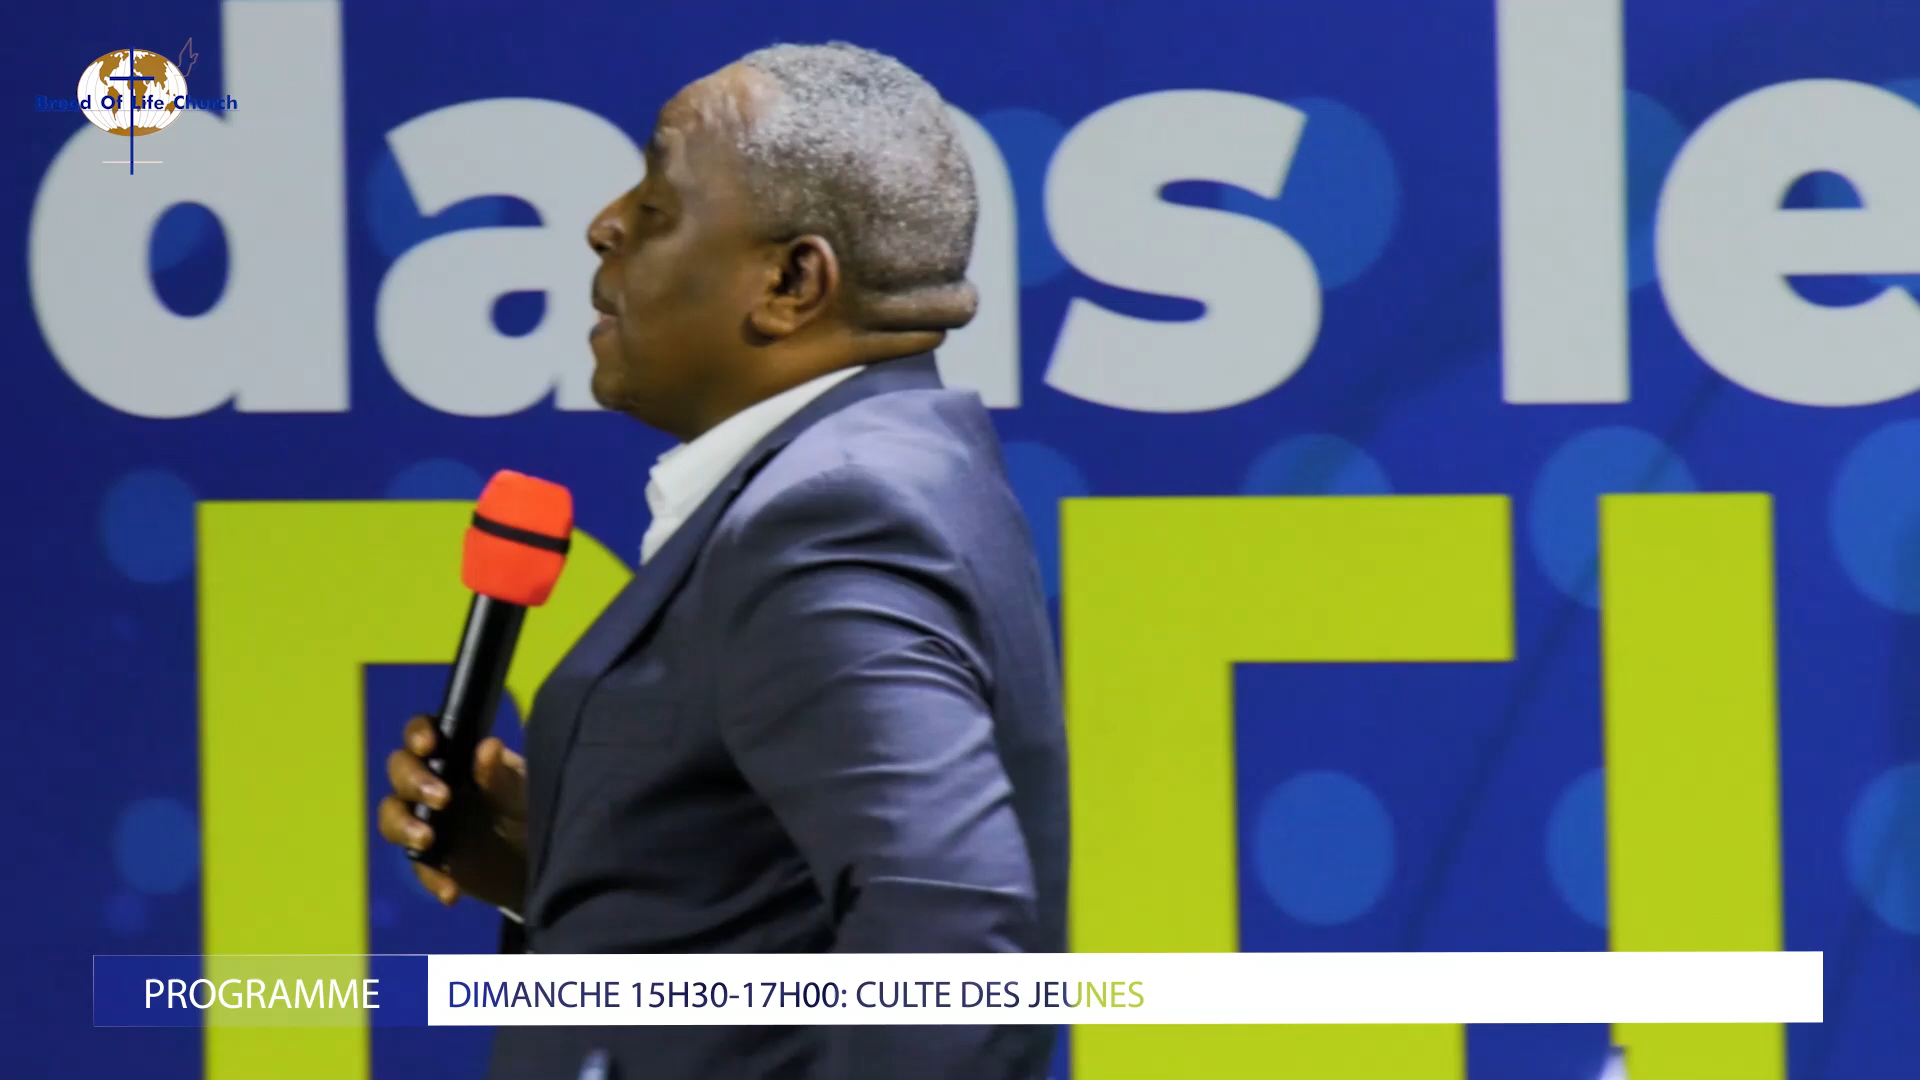 Bread Of Life Church
dans le
PROGRAMME
DIMANCHE 15H30-17H00: CULTE DES JEUNES